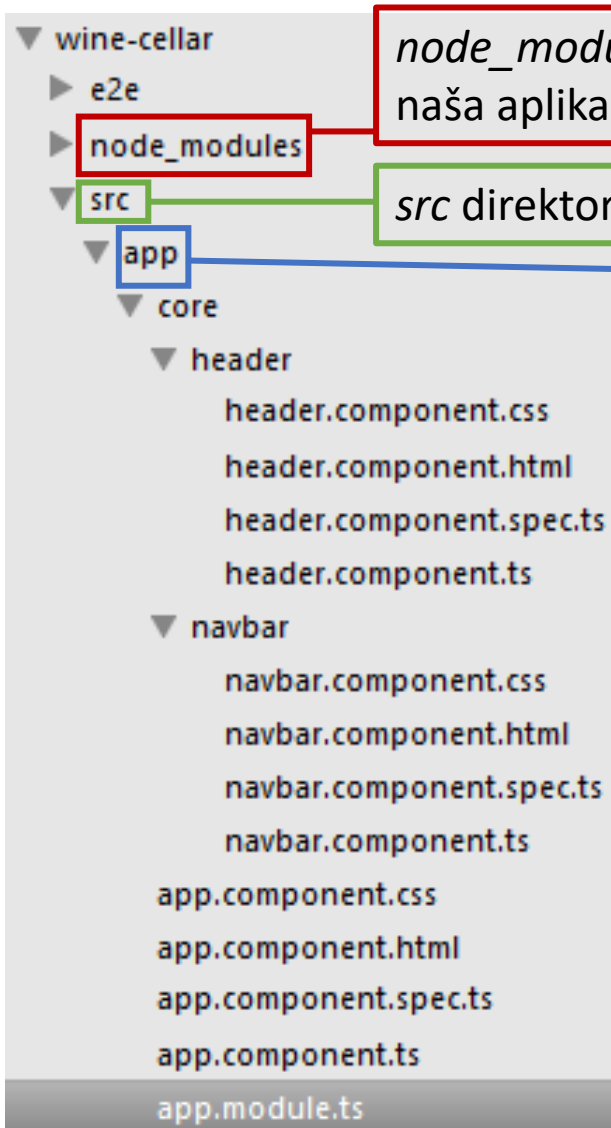 wine-cellar
e2e
node_modules
src
app
core
header
header.component.css
header.component.html
header.component.spec.ts
header.component.ts
navbar
navbar.component.css
navbar.component.html
navbar.component.spec.ts
navbar.component.ts
app.component.css
app.component.html
app.component.spec.ts
app.component.ts
app.module.ts
naša
src